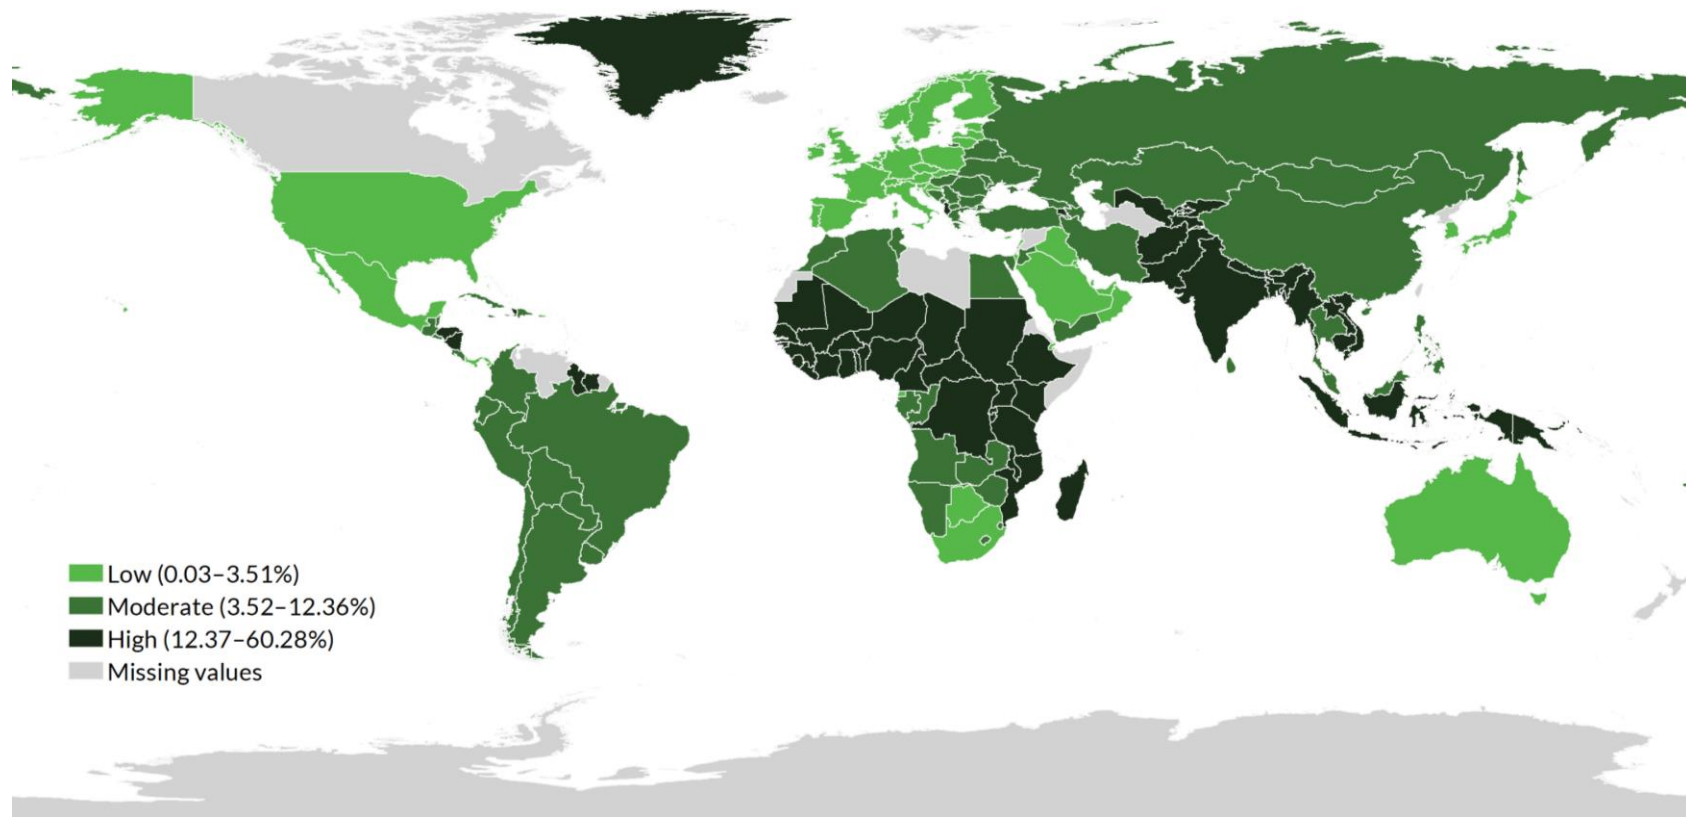 Low (0.03–3.51%)
Moderate (3.52–12.36%)
High (12.37–60.28%)
Missing values